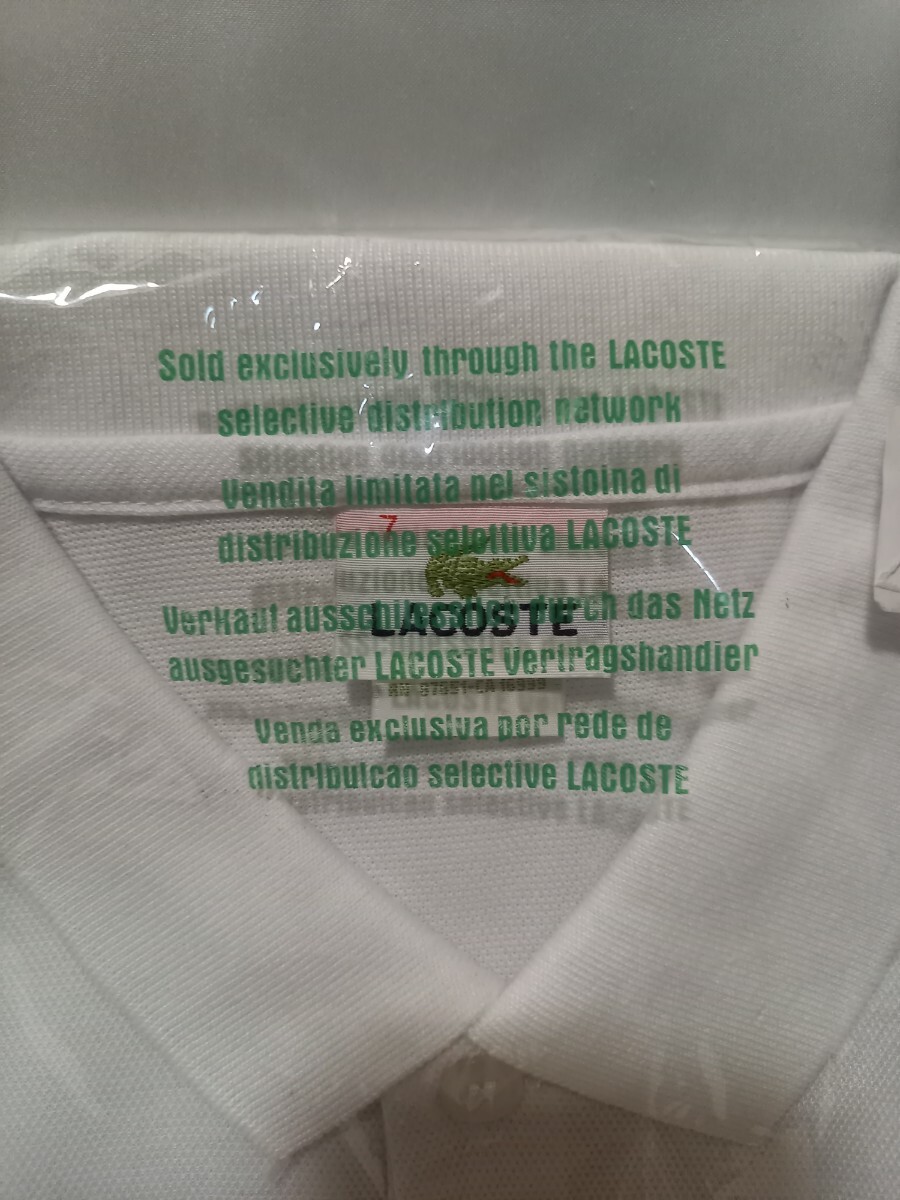 Sold exclusively through the LACOSTE
selective distribution network
Vendita limitata nel sistoina di
distribuzione selottiva LACOSTE
7
LACOSTE
Verkauf ausschliesslich durch das Netz
ausgesuchter LACOSTE Vertragshandier
Venda exclusiva por rede de
distribuicao selective LACOSTE